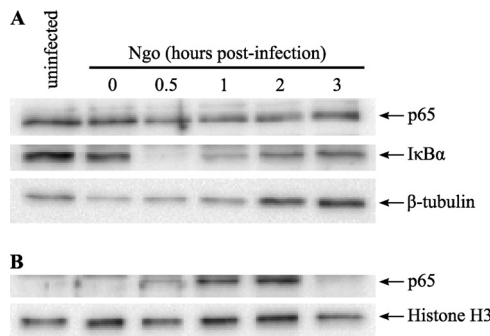 A
uninfected
Ngo (hours post-infection)
0 0.5 1 2 3
p65
IκBα
β-tubulin
B
p65
Histone H3